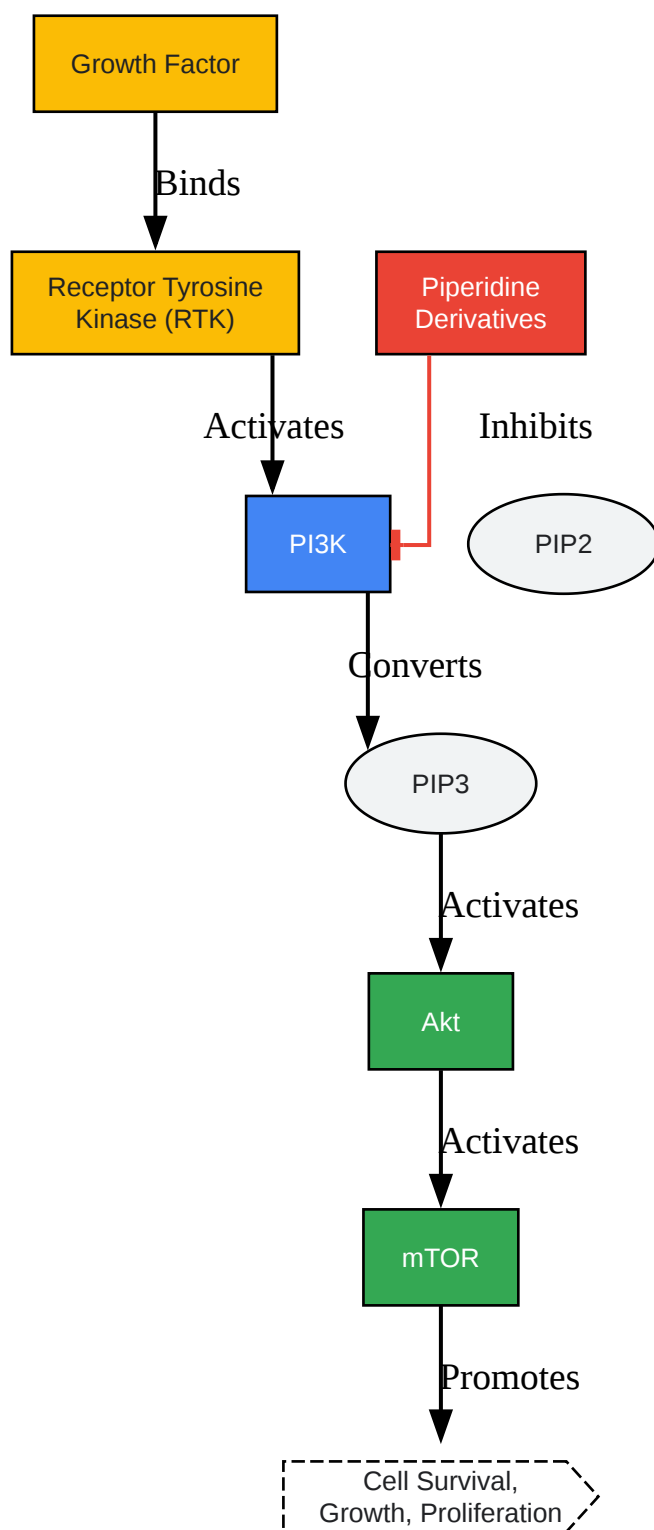 Growth Factor
Binds
Receptor Tyrosine
Kinase (RTK)
Piperidine
Derivatives
Activates
Inhibits
PI3K
PIP2
Converts
PIP3
Activates
Akt
Activates
mTOR
Promotes
Cell Survival,
Growth, Proliferation